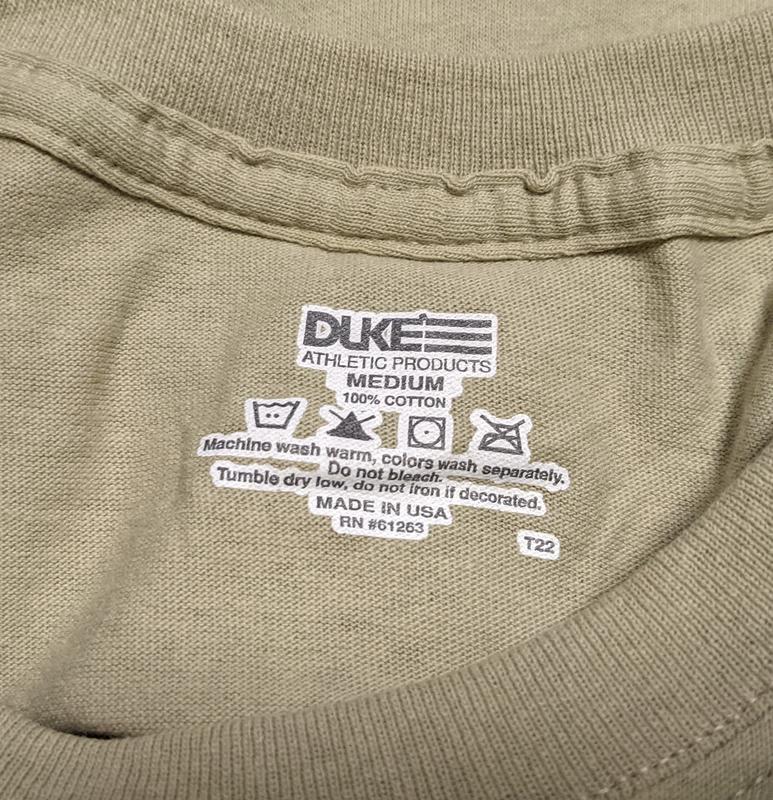 DUKE
ATHLETIC PRODUCTS
MEDIUM
100% COTTON
Machine wash warm, colors wash separately.
Do not bleach.
Tumble dry low, do not iron if decorated.
MADE IN USA
RN #61263
T22